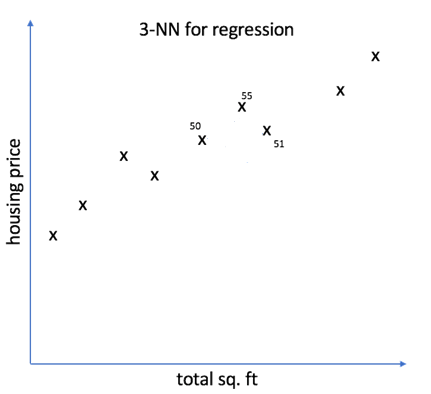 3-NN for regression
55
50
51
housing price
total sq. ft